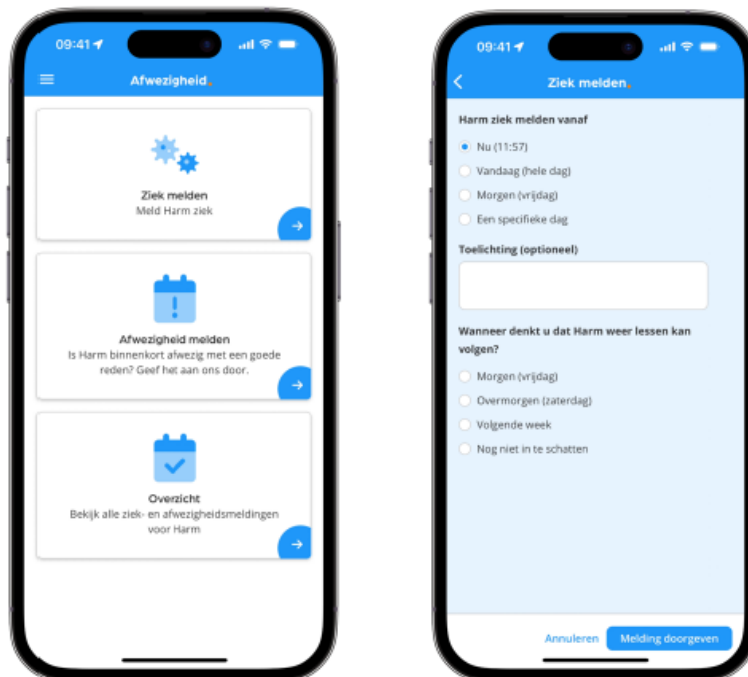 09:41
Afwezigheid.
Ziek melden
Meld Harm ziek
Afwezigheid melden
Is Harm binnenkort afwezig met een goede
reden? Geef het aan ons door.
Overzicht
Bekijk alle ziek- en afwezigheidsmeldingen
voor Harm
09:41
Ziek melden.
Harm ziek melden vanaf
Nu (11:57)
Vandaag (hele dag)
Morgen (vrijdag)
Een specifieke dag
Toelichting (optioneel)
Wanneer denkt u dat Harm weer lessen kan
volgen?
Morgen (vrijdag)
Overmorgen (zaterdag)
Volgende week
Nog niet in te schatten
Annuleren
Melding doorgeven